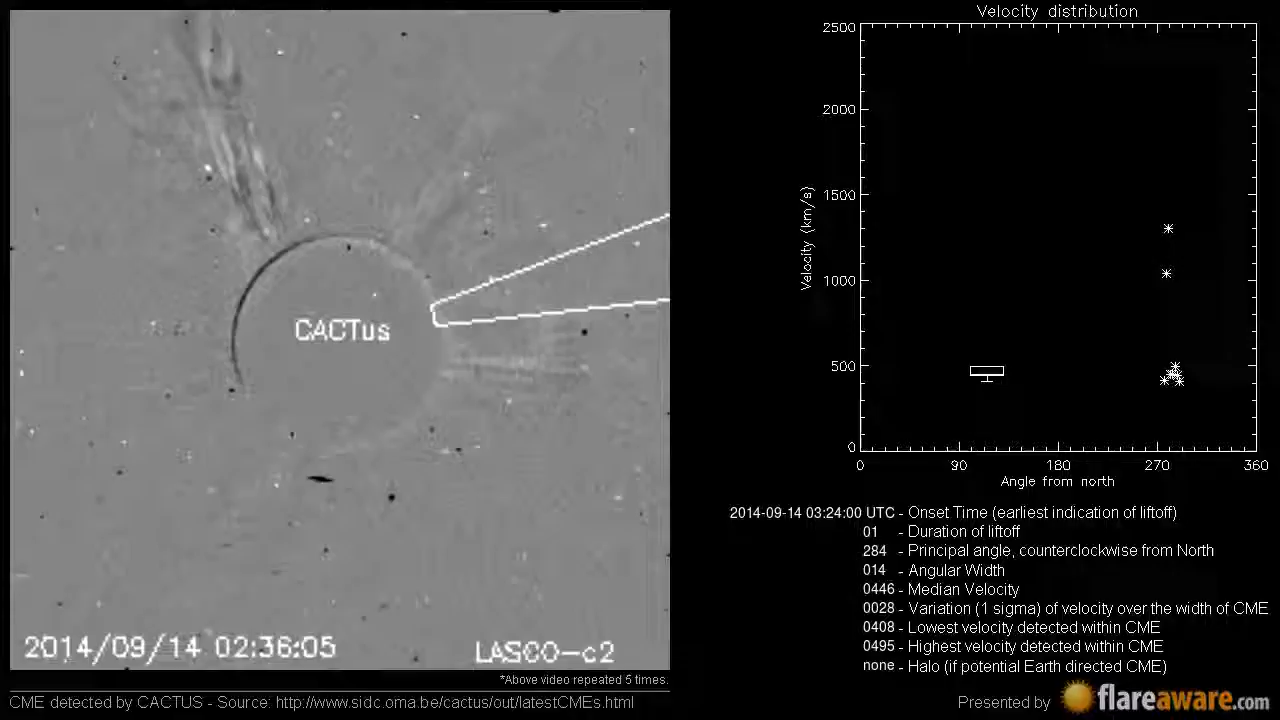 CACTus
2014/09/14 02:36:05
LASCO-c2
*Above video repeated 5 times.
CME detected by CACTUS - Source: http://www.sidc.oma.be/cactus/out/latestCMEs.html
Velocity distribution
Velocity (km/s)
2500
2000
1500
1000
500
0
0 90 180 270 360
Angle from north
2014-09-14 03:24:00 UTC - Onset Time (earliest indication of liftoff)
01 - Duration of liftoff
284 - Principal angle, counterclockwise from North
014 - Angular Width
0446 - Median Velocity
0028 - Variation (1 sigma) of velocity over the width of CME
0408 - Lowest velocity detected within CME
0495 - Highest velocity detected within CME
none - Halo (if potential Earth directed CME)
Presented by flareaware.com